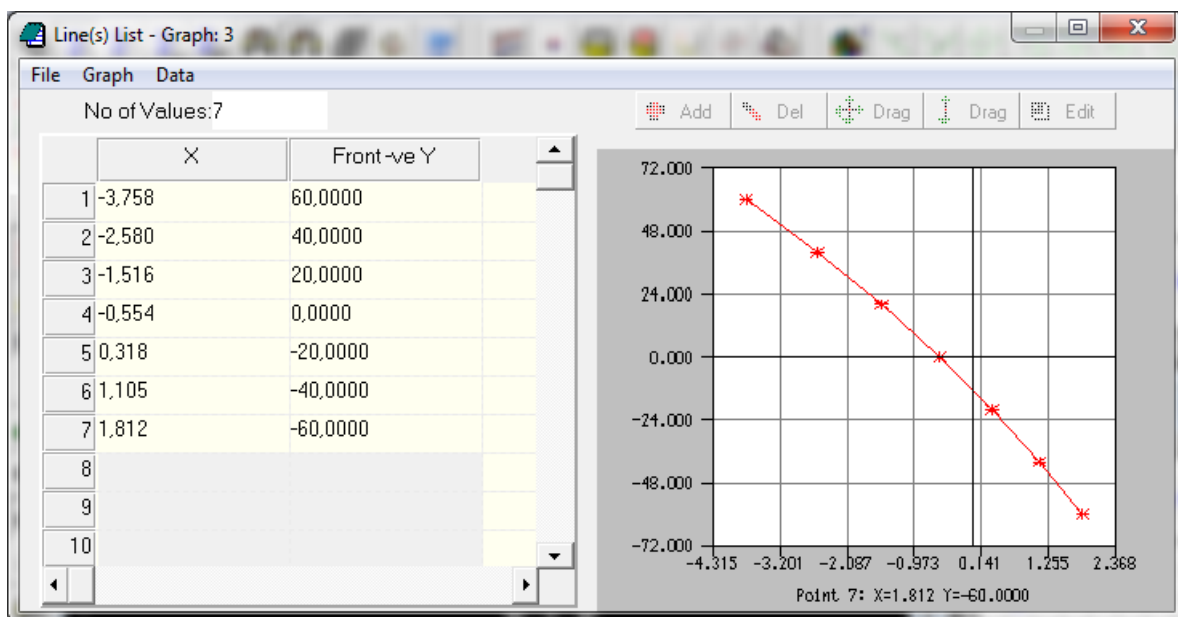 Line(s) List - Graph: 3
File Graph Data
No of Values:7
Add Del Drag Drag Edit
X Front-ve Y
1 -3,758 60,0000
2 -2,580 40,0000
3 -1,516 20,0000
4 -0,554 0,0000
5 0,318 -20,0000
6 1,105 -40,0000
7 1,812 -60,0000
8
9
10
72.000
48.000
24.000
0.000
-24.000
-48.000
-72.000
-4.315 -3.201 -2.087 -0.973 0.141 1.255 2.368
Point 7: X=1.812 Y=-60.0000